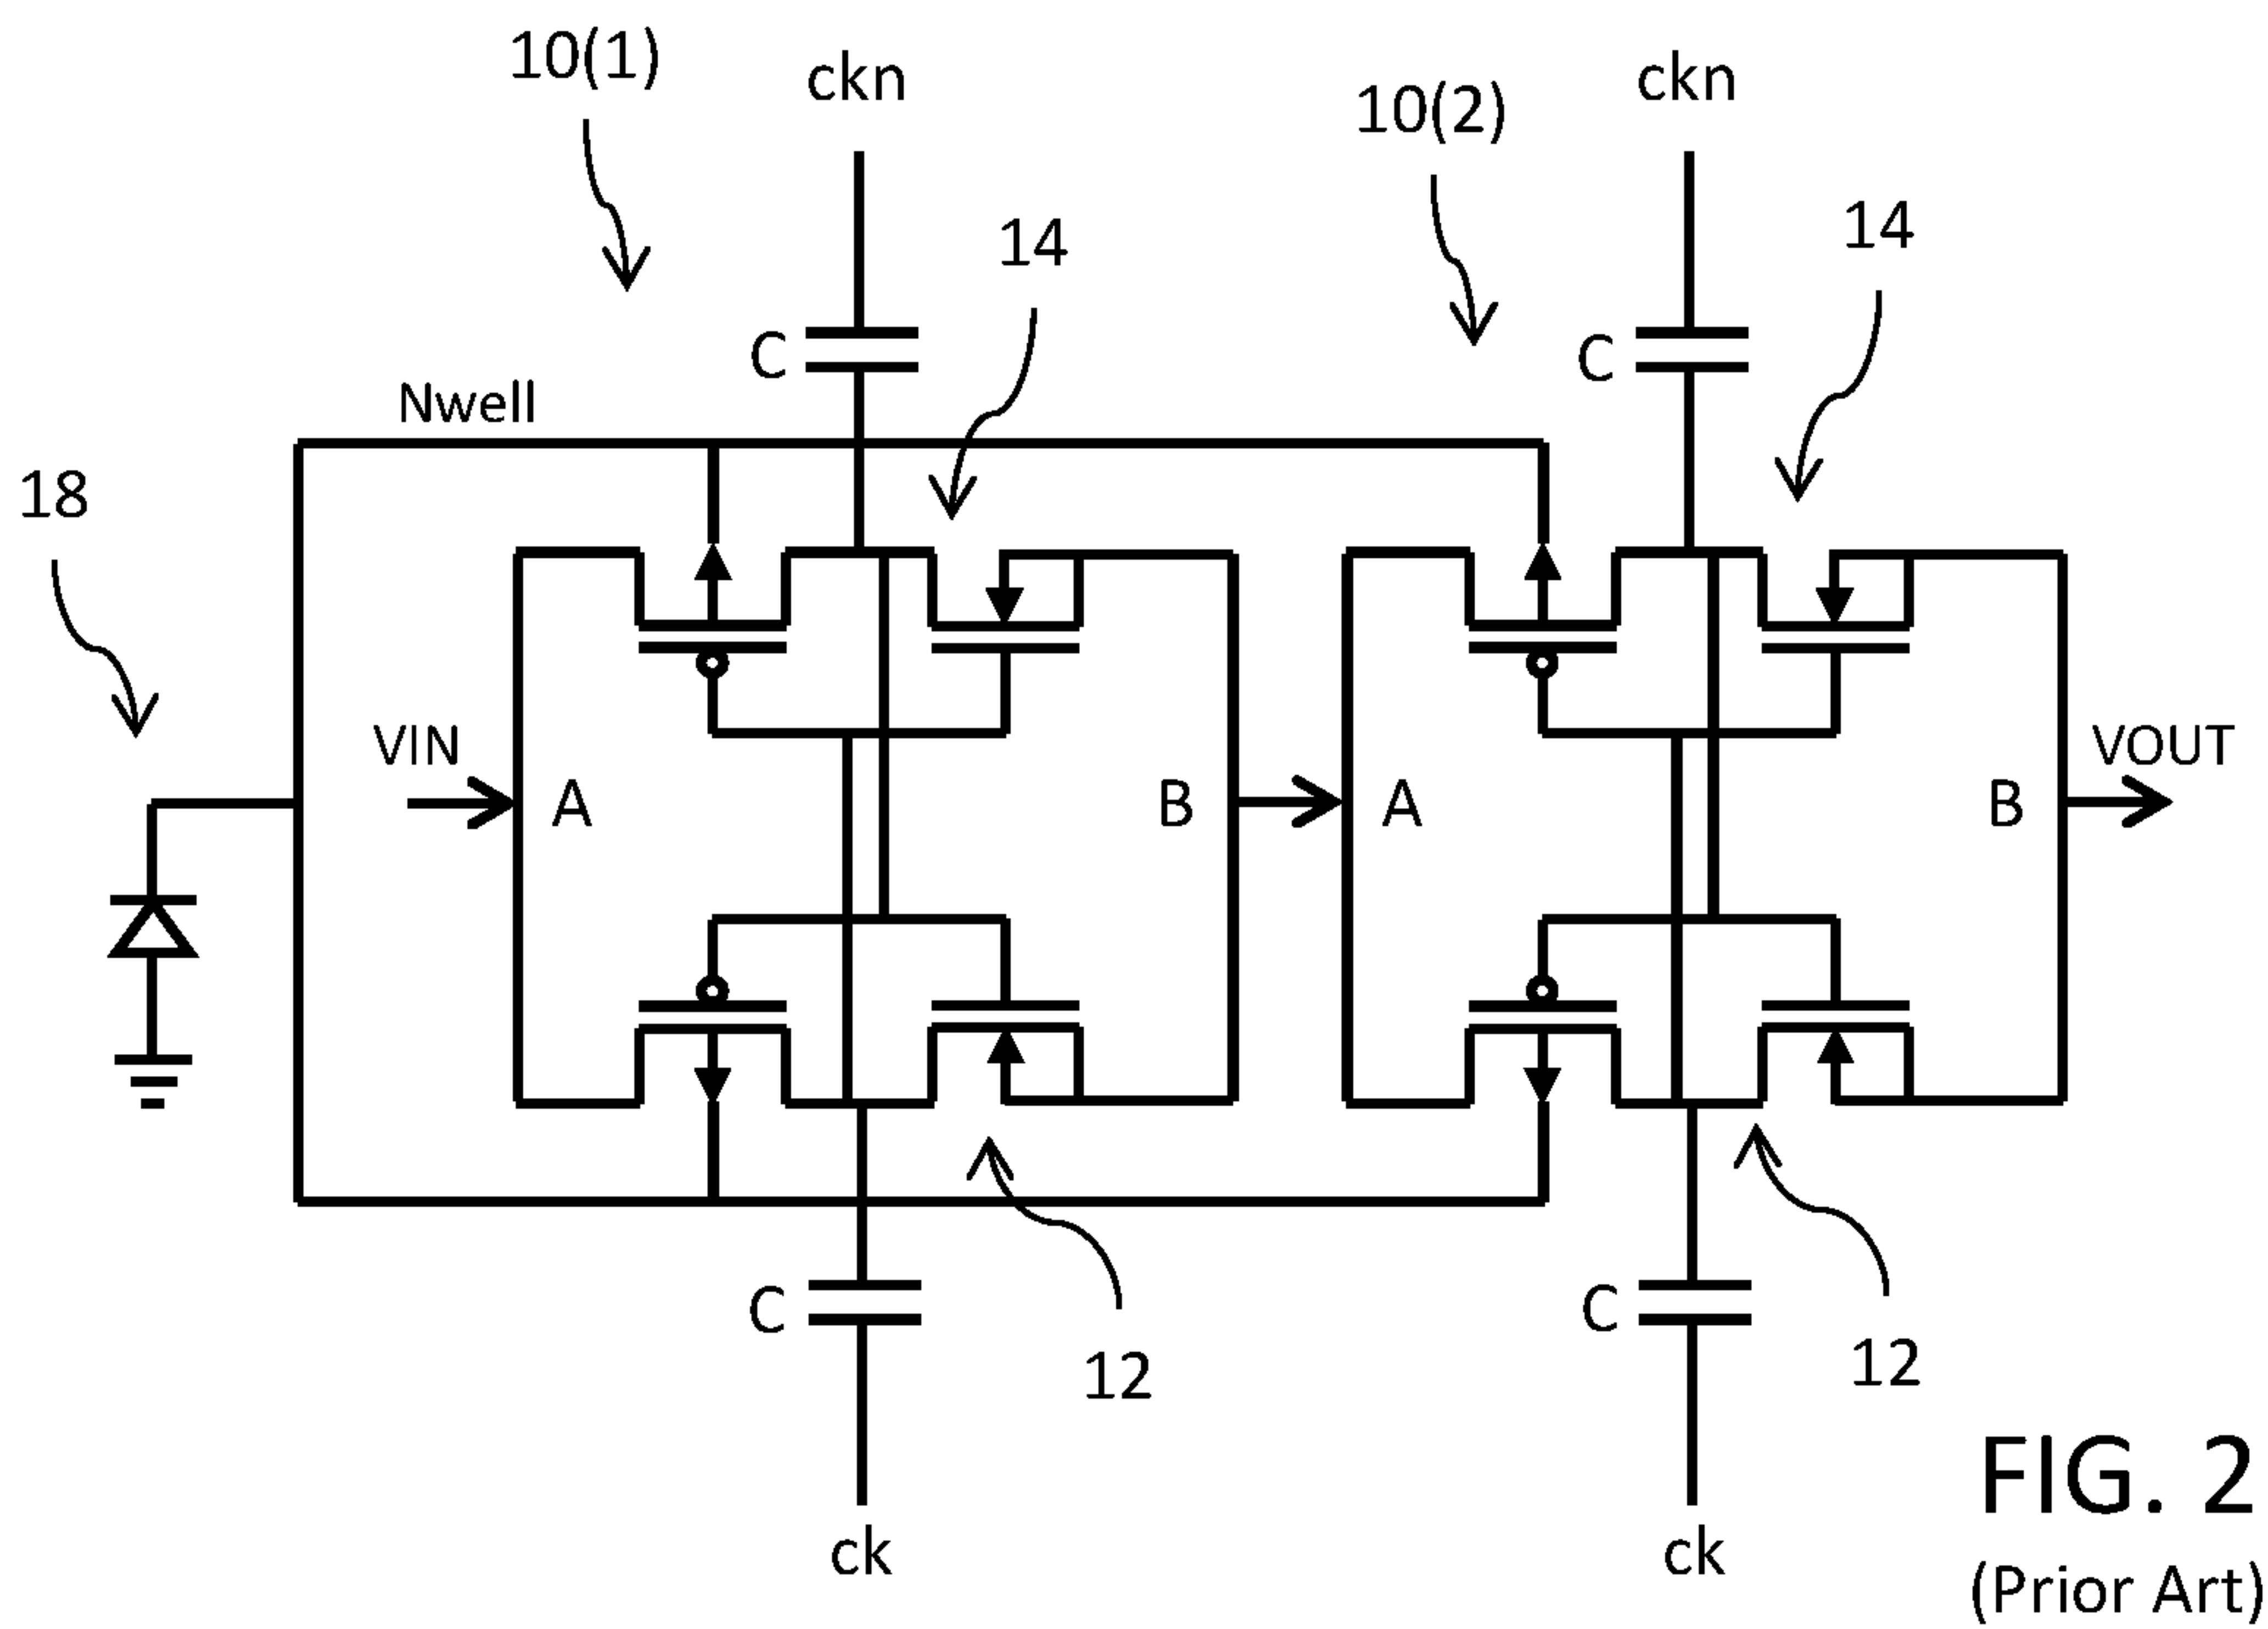 10(1)
ckn
10(2)
ckn
14
14
C
C
Nwell
18
VIN
A
B
A
B
VOUT
C
C
12
12
ck
ck
FIG. 2
(Prior Art)